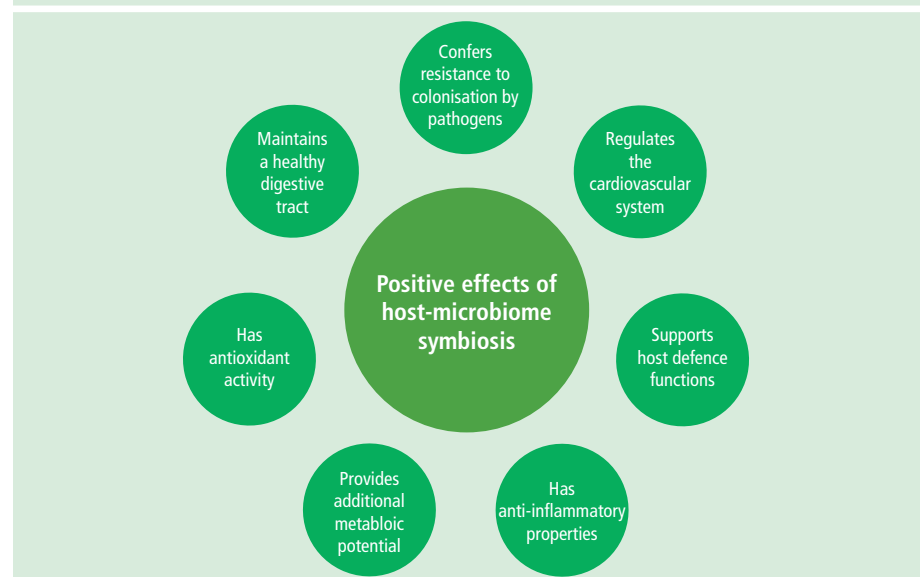 Confers
resistance to
colonisation by
pathogens
Regulates
the
cardiovascular
system
Supports
host defence
functions
Has
anti-inflammatory
properties
Provides
additional
metabloic
potential
Has
antioxidant
activity
Maintains
a healthy
digestive
tract
Positive effects of
host-microbiome
symbiosis